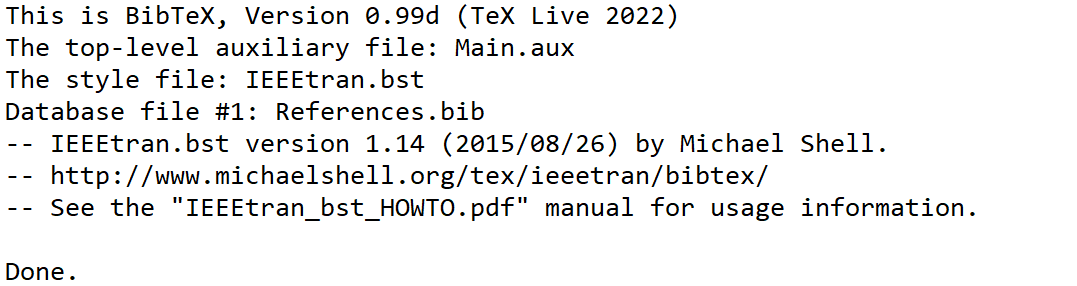 This is BibTeX, Version 0.99d (TeX Live 2022)
The top-level auxiliary file: Main.aux
The style file: IEEEtran.bst
Database file #1: References.bib
-- IEEEtran.bst version 1.14 (2015/08/26) by Michael Shell.
-- http://www.michaelshell.org/tex/ieeetran/bibtex/
-- See the "IEEEtran_bst_HOWTO.pdf" manual for usage information.

Done.